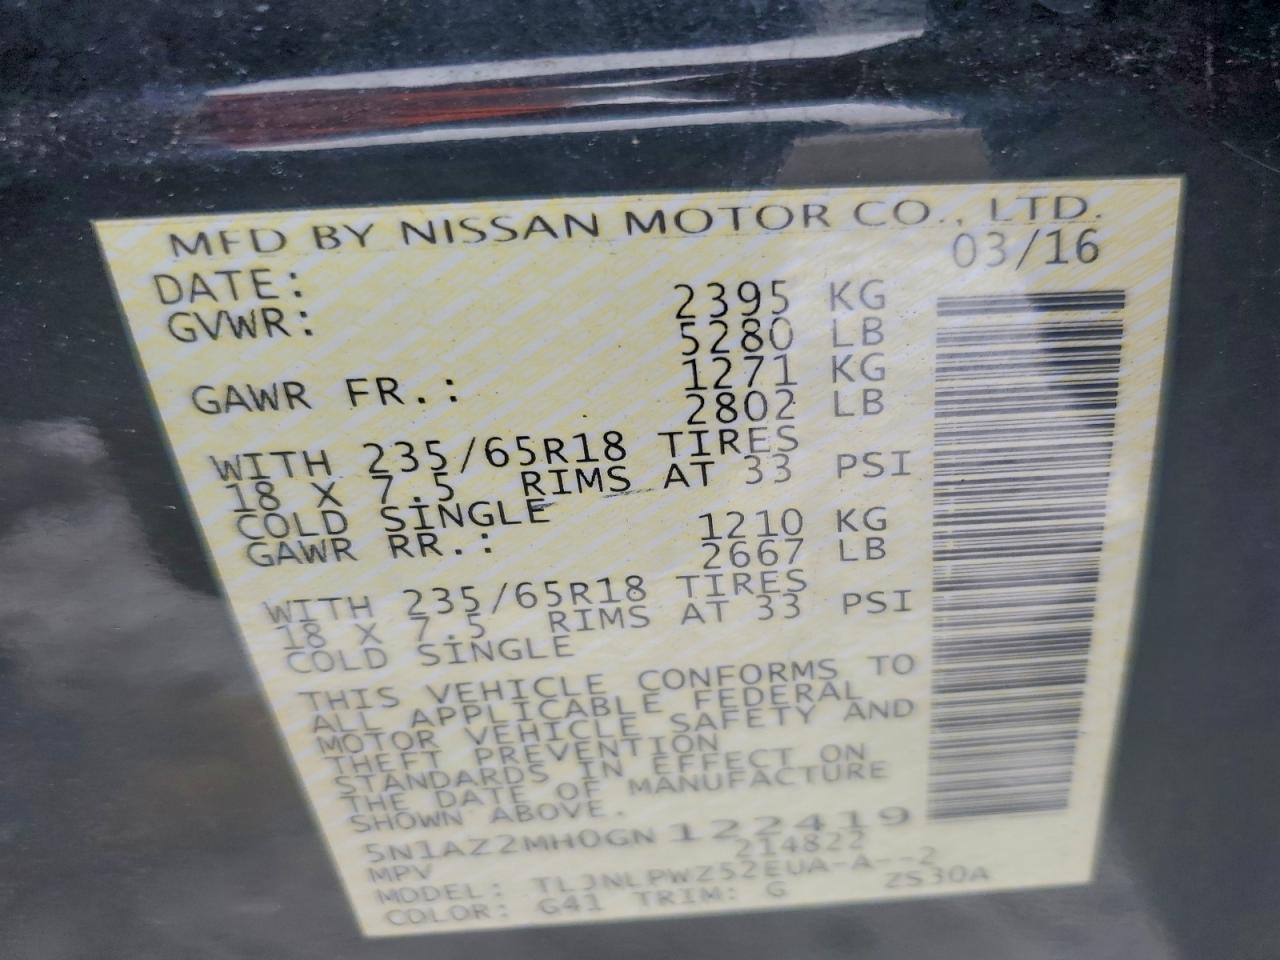 MFD BY NISSAN MOTOR CO., LTD.
DATE: 03/16
GVWR: 2395 KG
5280 LB
GAWR FR.: 1271 KG
2802 LB
WITH 235/65R18 TIRES
18 X 7.5 RIMS AT 33 PSI
COLD SINGLE
GAWR RR.: 1210 KG
2667 LB
WITH 235/65R18 TIRES
18 X 7.5 RIMS AT 33 PSI
COLD SINGLE
THIS VEHICLE CONFORMS TO
ALL APPLICABLE FEDERAL
MOTOR VEHICLE SAFETY AND
THEFT PREVENTION
STANDARDS IN EFFECT ON
THE DATE OF MANUFACTURE
SHOWN ABOVE.
5N1AZ2MH0GN122419
MPV 214822
MODEL: TLJNLPWZ52EUA-A--2
COLOR: G41 TRIM: G ZS30A